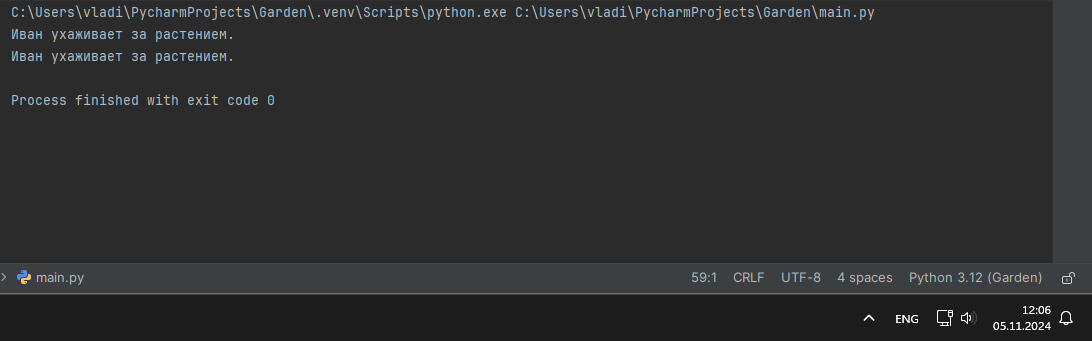 C:\Users\vladi\PycharmProjects\Garden\.venv\Scripts\python.exe C:\Users\vladi\PycharmProjects\Garden\main.py
Иван ухаживает за растением.
Иван ухаживает за растением.
Process finished with exit code 0
main.py 59:1 CRLF UTF-8 4 spaces Python 3.12 (Garden)
ENG 12:06
05.11.2024